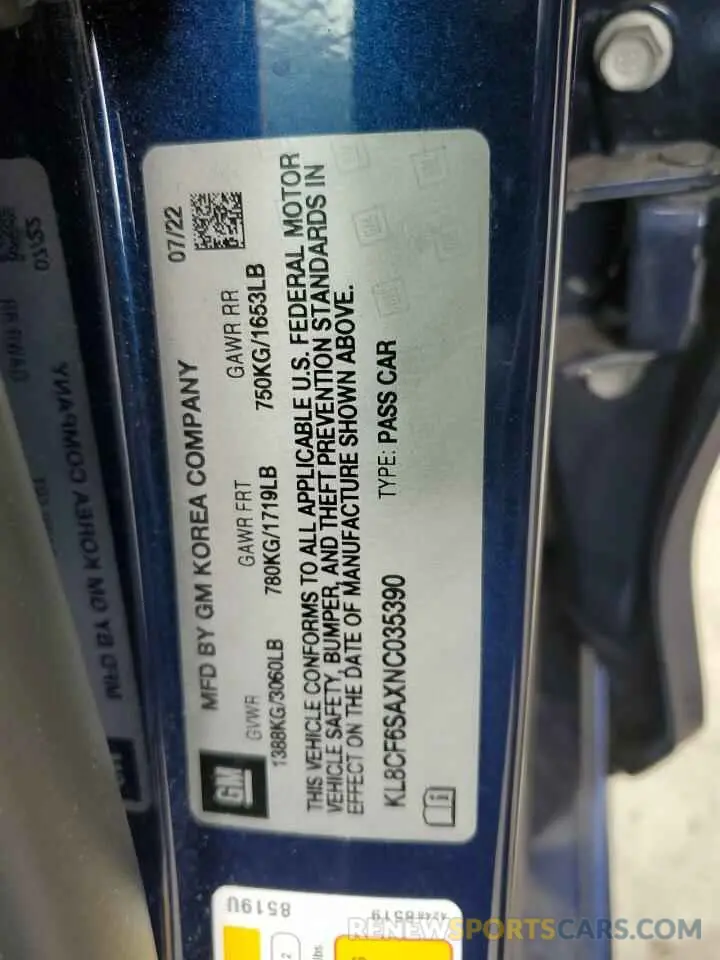 MFD BY GM KOREA COMPANY 07/22
GM
GVWR GAWR FRT GAWR RR
1388KG/3060LB 780KG/1719LB 750KG/1653LB
THIS VEHICLE CONFORMS TO ALL APPLICABLE U.S. FEDERAL MOTOR
VEHICLE SAFETY, BUMPER, AND THEFT PREVENTION STANDARDS IN
EFFECT ON THE DATE OF MANUFACTURE SHOWN ABOVE.
KL8CF6SAXNC035390 TYPE: PASS CAR
8519U
42488519
lbs
RENEWSPORTSCARS.COM